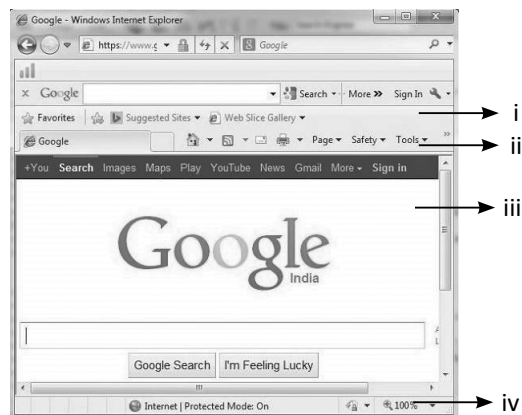 Google - Windows Internet Explorer
https://www.g Google
Google Search More » Sign In
Favorites Suggested Sites Web Slice Gallery i
Google Page Safety Tools » ii
+You Search Images Maps Play YouTube News Gmail More Sign in
iii
Google
India
Google Search I'm Feeling Lucky
Internet | Protected Mode: On 100% iv